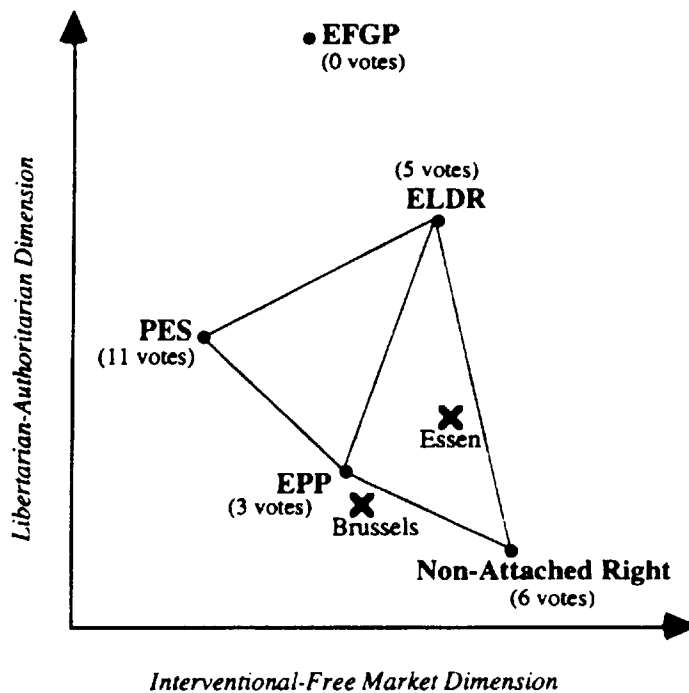 EFGP
(0 votes)
(5 votes)
ELDR
Libertarian-Authoritarian Dimension
PES
(11 votes)
Essen
EPP
(3 votes)
Brussels
Non-Attached Right
(6 votes)
Interventional-Free Market Dimension